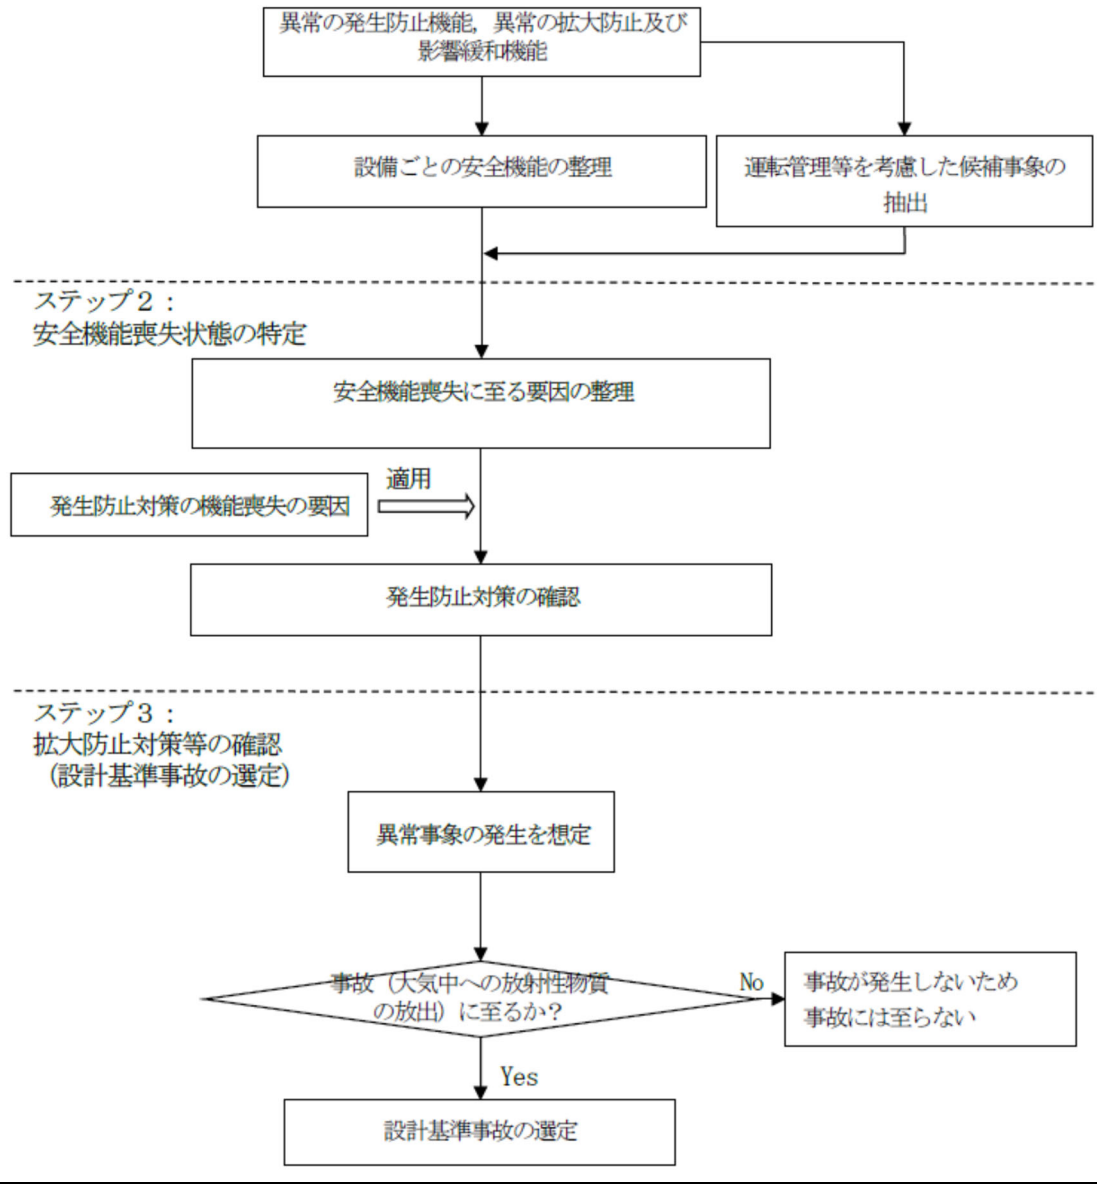 異常の発生防止機能，異常の拡大防止及び
影響緩和機能
設備ごとの安全機能の整理
運転管理等を考慮した候補事象の
抽出
ステップ２：
安全機能喪失状態の特定
安全機能喪失に至る要因の整理
発生防止対策の機能喪失の要因
適用
発生防止対策の確認
ステップ３：
拡大防止対策等の確認
（設計基準事故の選定）
異常事象の発生を想定
事故（大気中への放射性物質
の放出）に至るか？
No
事故が発生しないため
事故には至らない
Yes
設計基準事故の選定